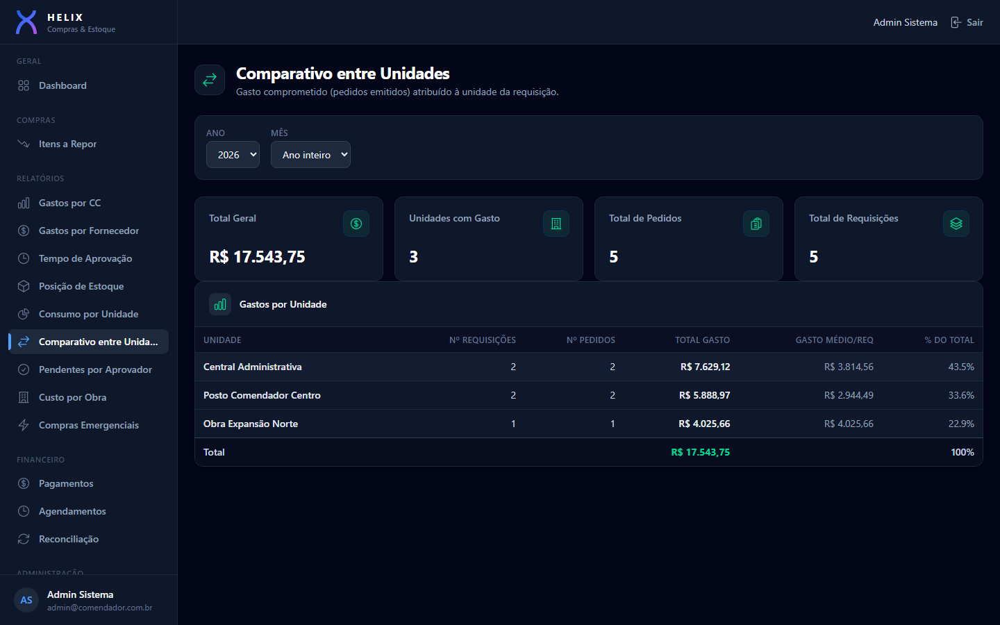 HELIX
Compras & Estoque
Admin Sistema
Sair
GERAL
Dashboard
COMPRAS
Itens a Repor
RELATÓRIOS
Gastos por CC
Gastos por Fornecedor
Tempo de Aprovação
Posição de Estoque
Consumo por Unidade
Comparativo entre Unida...
Pendentes por Aprovador
Custo por Obra
Compras Emergenciais
FINANCEIRO
Pagamentos
Agendamentos
Reconciliação
ADMINISTRAÇÃO
AS
Admin Sistema
admin@comendador.com.br
Comparativo entre Unidades
Gasto comprometido (pedidos emitidos) atribuído à unidade da requisição.
ANO MÊS
2026 Ano inteiro
Total Geral
R$ 17.543,75
Unidades com Gasto
3
Total de Pedidos
5
Total de Requisições
5
Gastos por Unidade
UNIDADE Nº REQUISIÇÕES Nº PEDIDOS TOTAL GASTO GASTO MÉDIO/REQ % DO TOTAL
Central Administrativa 2 2 R$ 7.629,12 R$ 3.814,56 43.5%
Posto Comendador Centro 2 2 R$ 5.888,97 R$ 2.944,49 33.6%
Obra Expansão Norte 1 1 R$ 4.025,66 R$ 4.025,66 22.9%
Total R$ 17.543,75 100%